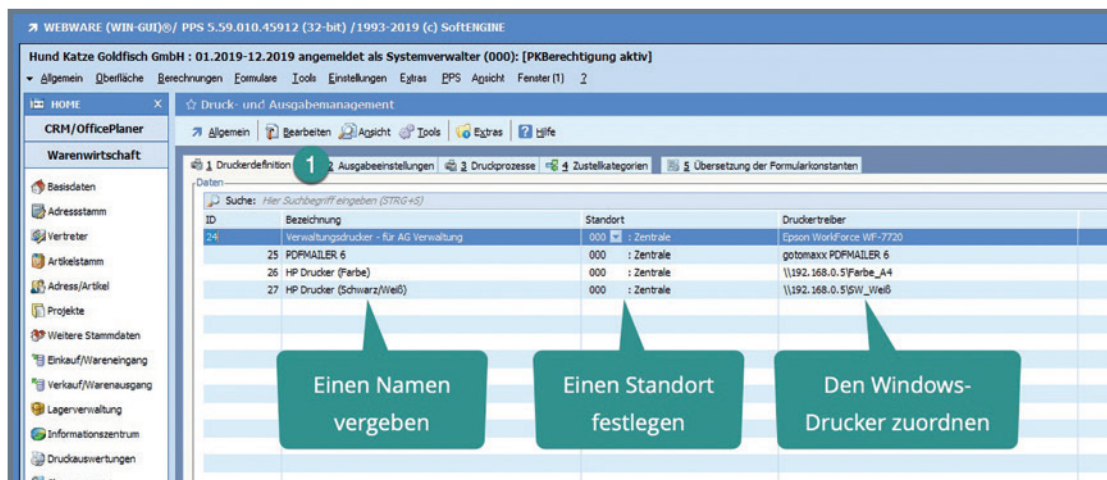 WEBWARE (WIN-GUI)®/ PPS 5.59.010.45912 (32-bit) /1993-2019 (c) SoftENGINE
Hund Katze Goldfisch GmbH : 01.2019-12.2019 angemeldet als Systemverwalter (000): [PKBerechtigung aktiv]
Allgemein Oberfläche Berechnungen Formulare Tools Einstellungen Extras PPS Ansicht Fenster (1) ?
HOME X Druck- und Ausgabemanagement
CRM/OfficePlaner Allgemein Bearbeiten Ansicht Tools Extras Hilfe
Warenwirtschaft
1 Druckerdefinition 1 2 Ausgabeeinstellungen 3 Druckprozesse 4 Zustellkategorien 5 Übersetzung der Formularkonstanten
Daten
Basisdaten
Suche: Hier Suchbegriff eingeben (STRG+S)
Adressstamm
ID Bezeichnung Standort Druckertreiber
Vertreter
24 Verwaltungsdrucker - für AG Verwaltung 000 : Zentrale Epson WorkForce WF-7720
Artikelstamm
25 PDFMAILER 6 000 : Zentrale gotomaxx PDFMAILER 6
26 HP Drucker (Farbe) 000 : Zentrale \\192.168.0.5\Farbe_A4
Adress/Artikel
27 HP Drucker (Schwarz/Weiß) 000 : Zentrale \\192.168.0.5\SW_Weiß
Projekte
Weitere Stammdaten
Einkauf/Wareneingang
Verkauf/Warenausgang
Lagerverwaltung
Informationszentrum
Druckauswertungen
Einen Namen
vergeben
Einen Standort
festlegen
Den Windows-
Drucker zuordnen